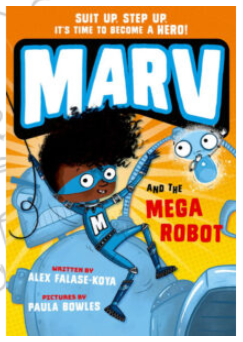 SUIT UP. STEP UP.
IT'S TIME TO BECOME A HERO!
MARV
AND THE
MEGA
ROBOT
M
WRITTEN BY
ALEX FALASE-KOYA
PICTURES BY
PAULA BOWLES